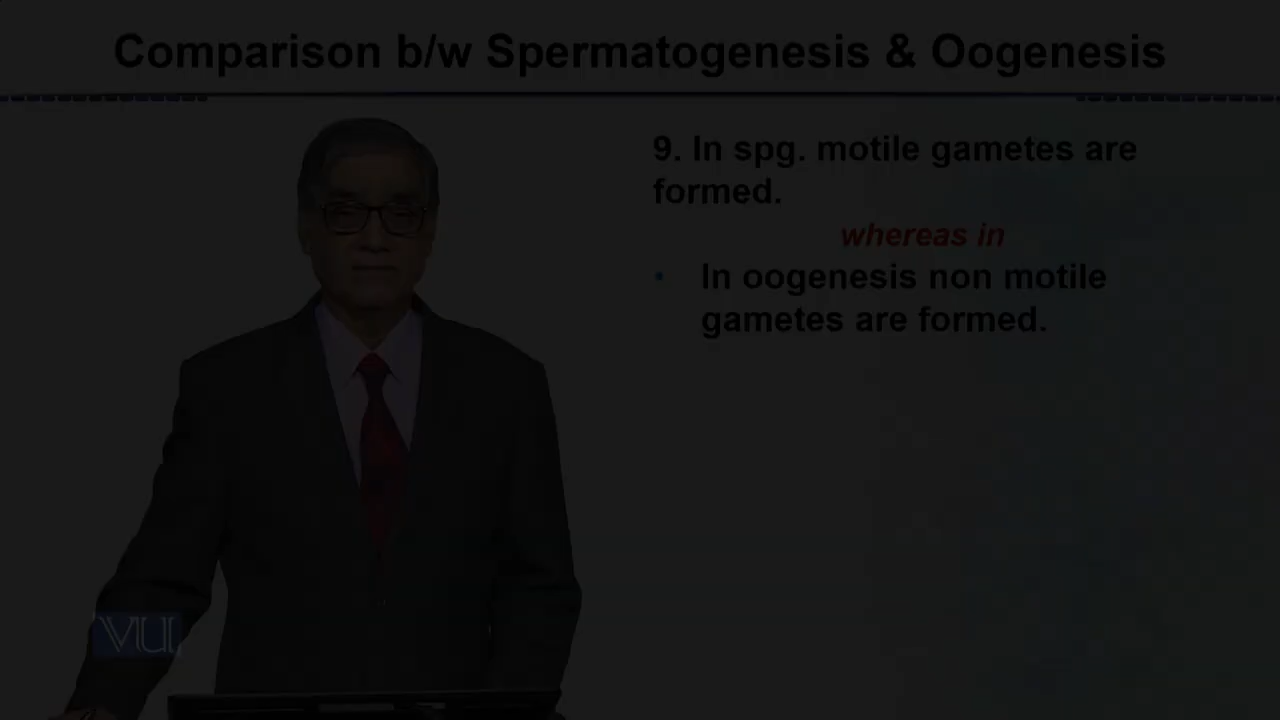 Comparison b/w Spermatogenesis & Oogenesis
9. In spg. motile gametes are
formed.
whereas in
• In oogenesis non motile
gametes are formed.
VU